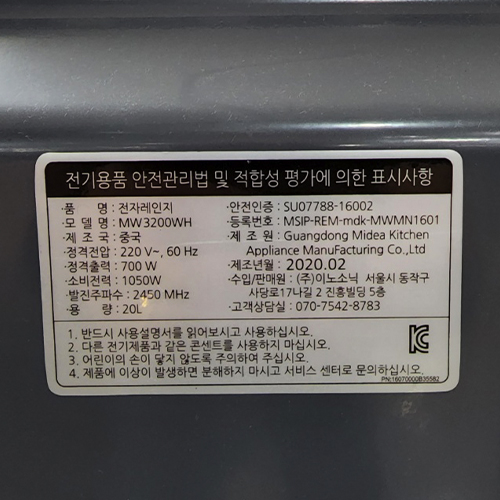 전기용품 안전관리법 및 적합성 평가에 의한 표시사항
·품 명 : 전자레인지
·모 델 명 : MW3200WH
·제 조 국 : 중국
·정격전압 : 220 V~, 60 Hz
·정격출력 : 700 W
·소비전력 : 1050W
·발진주파수 : 2450 MHz
·용 량 : 20L
·안전인증 : SU07788-16002
·등록번호 : MSIP-REM-mdk-MWMN1601
·제 조 원 : Guangdong Midea Kitchen
Appliance MaNufacturing Co.,Ltd
·제조년월 : 2020.02
·수입/판매원 : (주)이노소닉 서울시 동작구
사당로17나길 2 진흥빌딩 5층
·고객상담실 : 070-7542-8783
1. 반드시 사용설명서를 읽어보시고 사용하십시오.
2. 다른 전기제품과 같은 콘센트를 사용하지 마십시오.
3. 어린이의 손이 닿지 않도록 주의하여 주십시오.
4. 제품에 이상이 발생하면 분해하지 마시고 서비스 센터로 문의하십시오.
PN:16070000B35562